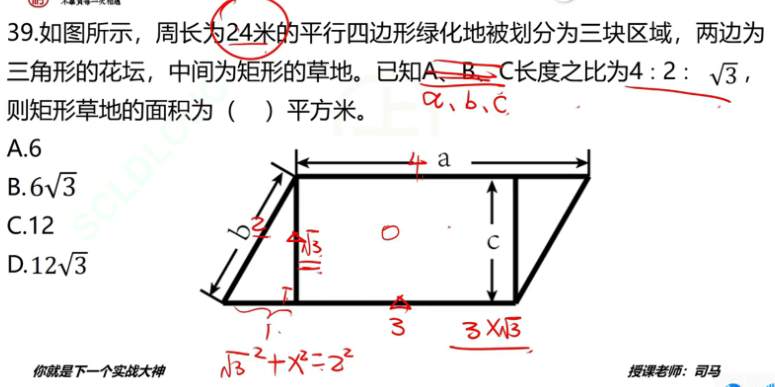 39.如图所示，周长为24米的平行四边形绿化地被划分为三块区域，两边为
三角形的花坛，中间为矩形的草地。已知A、B、C长度之比为4：2：√3，
a、b、c
则矩形草地的面积为（ ）平方米。
A.6
B.6√3
C.12
D.12√3
4 a
b 2
√3
c
1
3
3×√3
√3²+x²=2²
你就是下一个实战大神
授课老师：司马
SCLDLONG